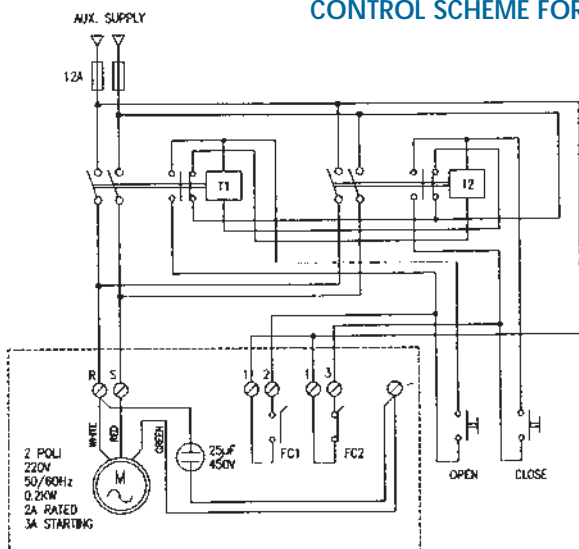 CONTROL SCHEME FOR
AUX. SUPPLY
12A
T1
T2
R S 1 2 1 3
WHITE RED GREEN
M
25µF
450V
FC1 FC2
OPEN CLOSE
2 POLI
220V
50/60Hz
0.2KW
2A RATED
3A STARTING